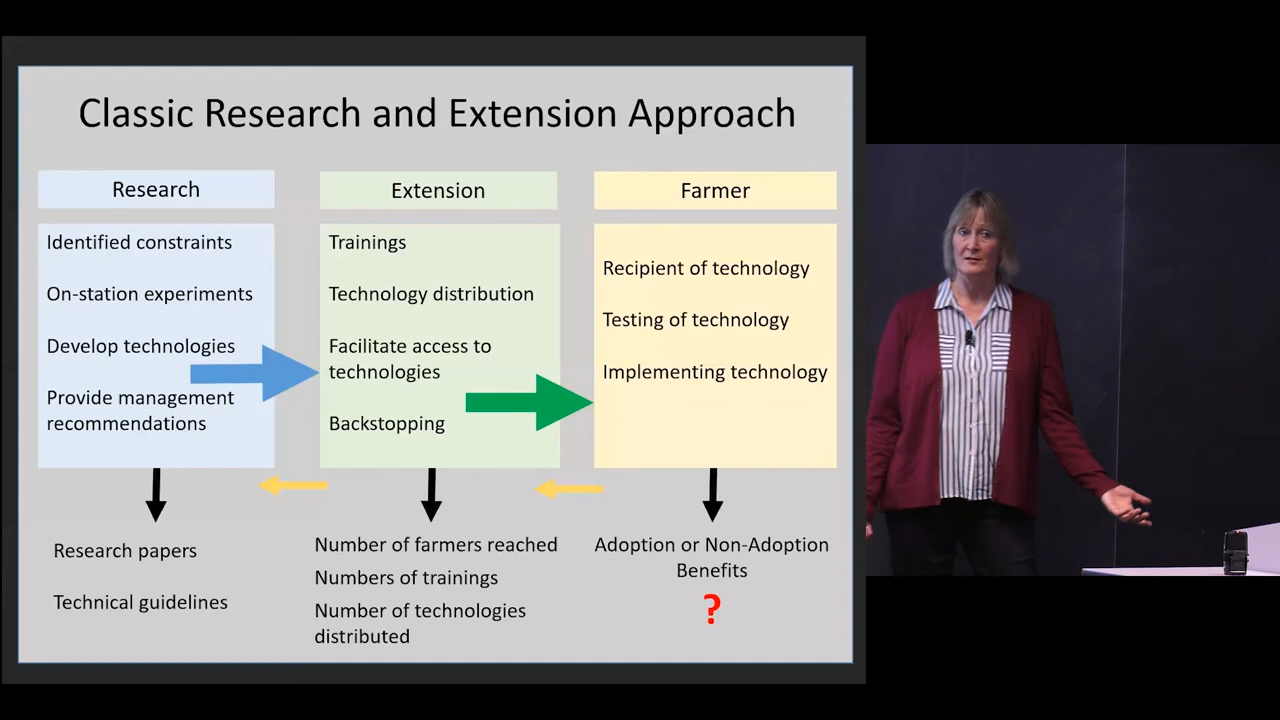 Classic Research and Extension Approach
Research
Identified constraints
On-station experiments
Develop technologies
Provide management
recommendations
Research papers
Technical guidelines
Extension
Trainings
Technology distribution
Facilitate access to
technologies
Backstopping
Number of farmers reached
Numbers of trainings
Number of technologies
distributed
Farmer
Recipient of technology
Testing of technology
Implementing technology
Adoption or Non-Adoption
Benefits
?